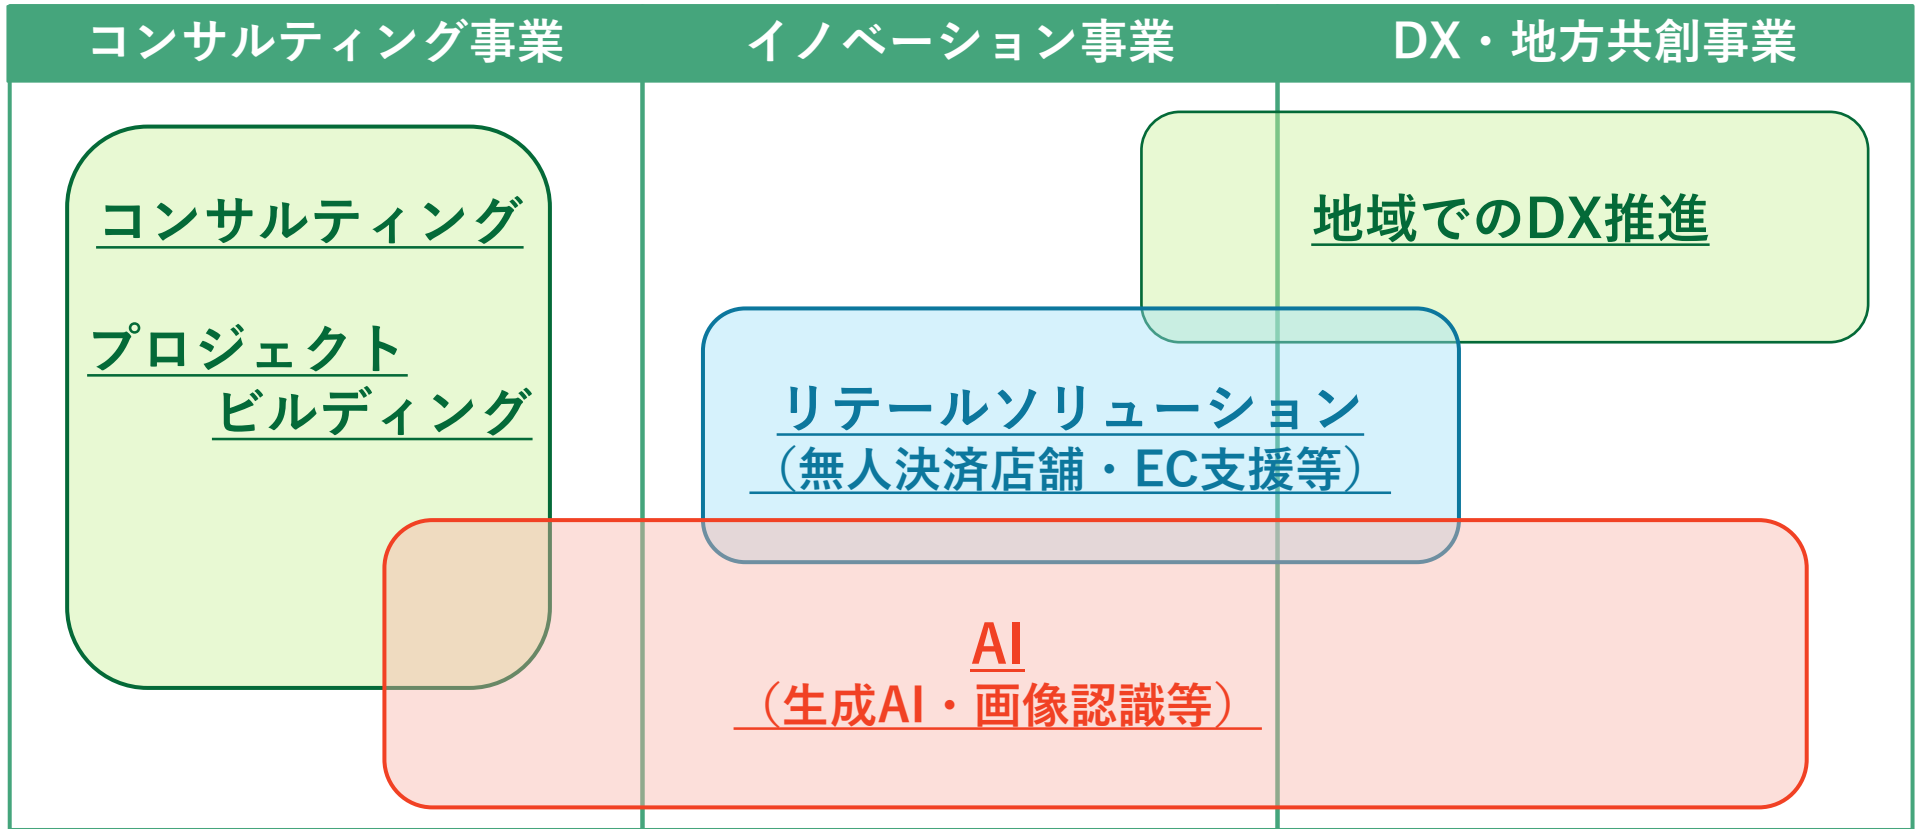 コンサルティング事業
イノベーション事業
DX・地方共創事業
コンサルティング
プロジェクト
ビルディング
地域でのDX推進
リテールソリューション
（無人決済店舗・EC支援等）
AI
（生成AI・画像認識等）